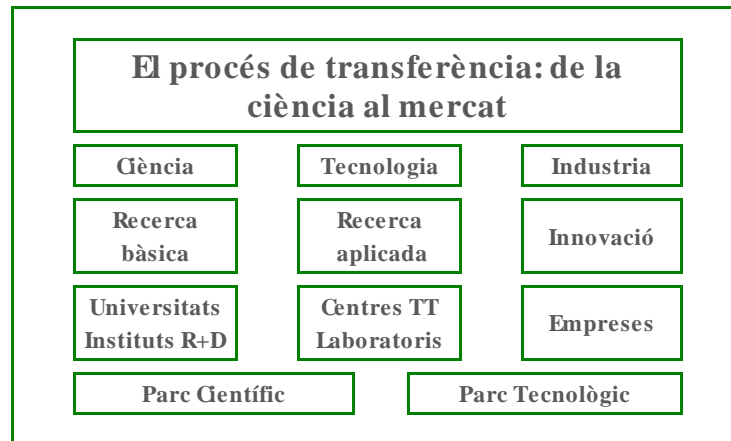 El procés de transferència: de la
ciència al mercat
Ciència
Tecnologia
Industria
Recerca
bàsica
Recerca
aplicada
Innovació
Universitats
Instituts R+D
Centres TT
Laboratoris
Empreses
Parc Científic
Parc Tecnològic